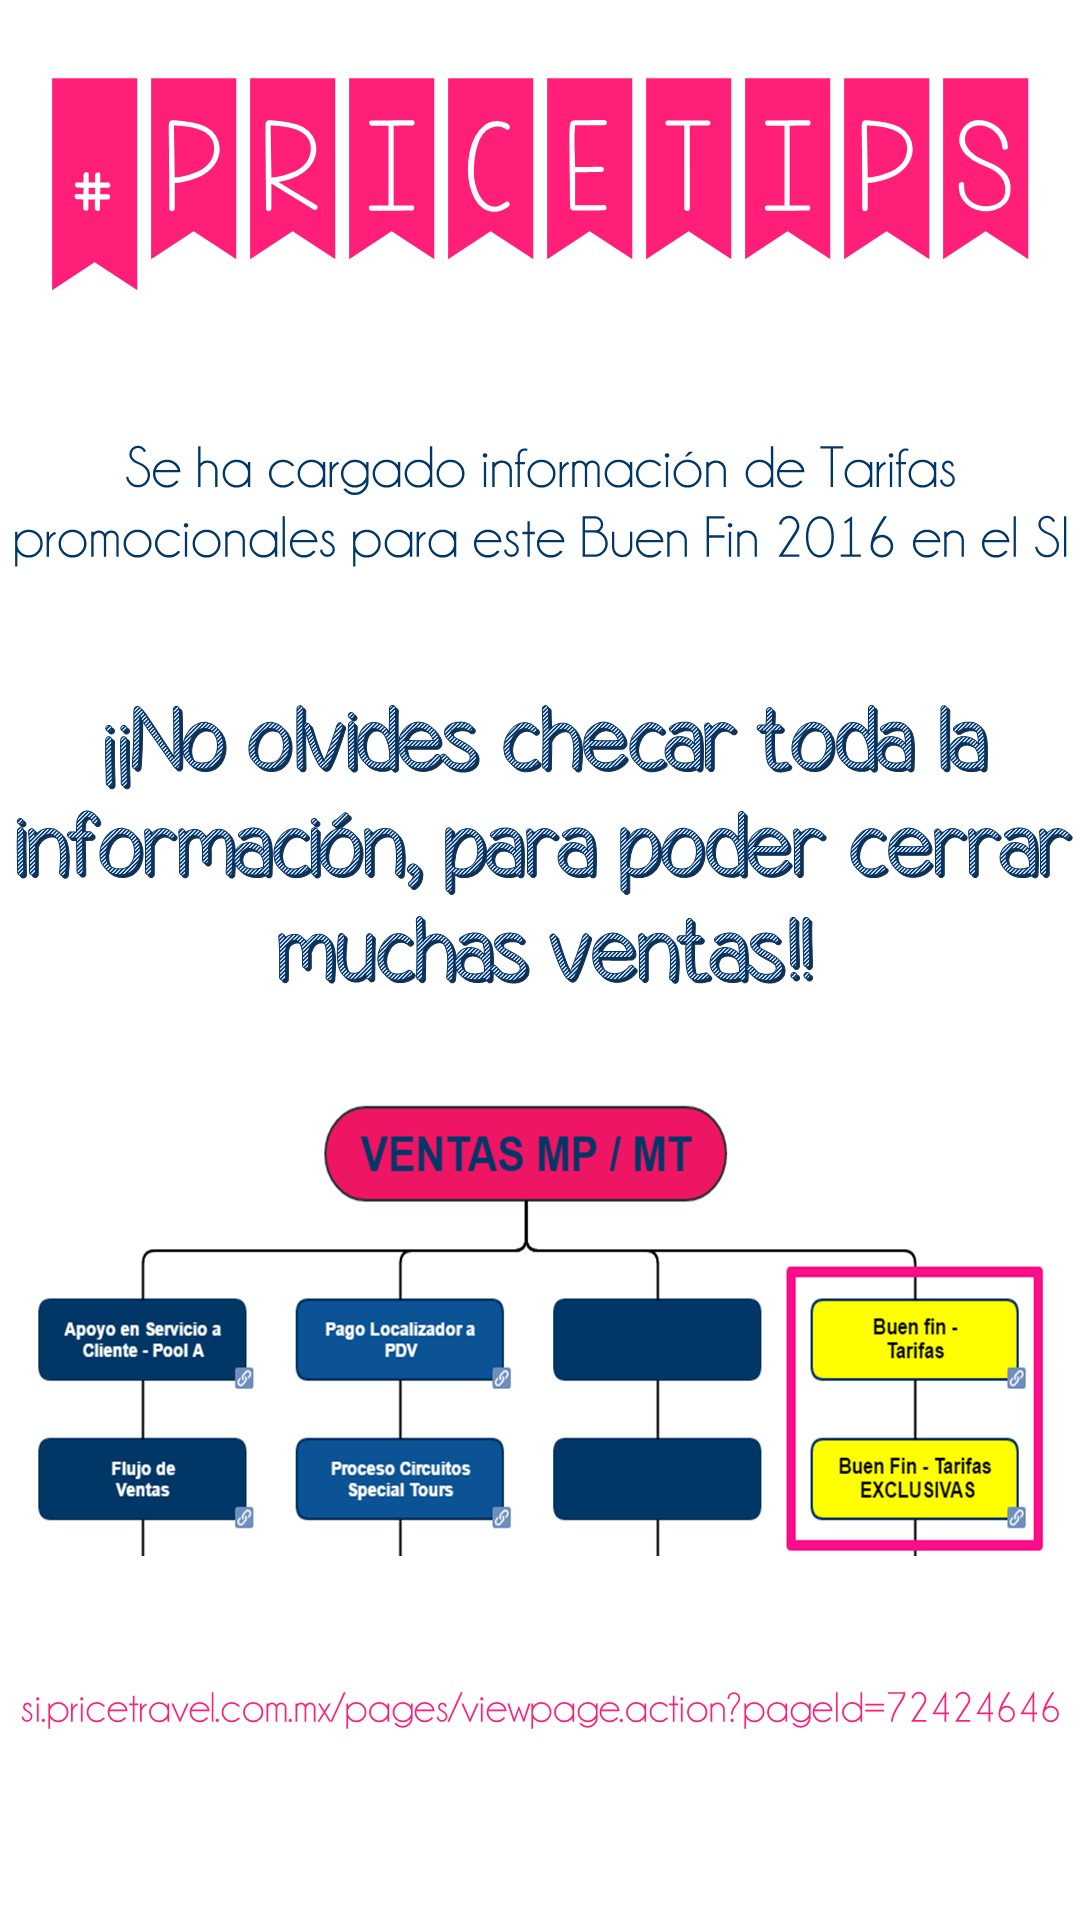 #PRICETIPS
Se ha cargado información de Tarifas
promocionales para este Buen Fin 2016 en el SI
¡¡No olvides checar toda la
información, para poder cerrar
muchas ventas!!
VENTAS MP / MT
Apoyo en Servicio a
Cliente - Pool A
Pago Localizador a
PDV
Buen fin -
Tarifas
Flujo de
Ventas
Proceso Circuitos
Special Tours
Buen Fin - Tarifas
EXCLUSIVAS
si.pricetravel.com.mx/pages/viewpage.action?pageId=72424646